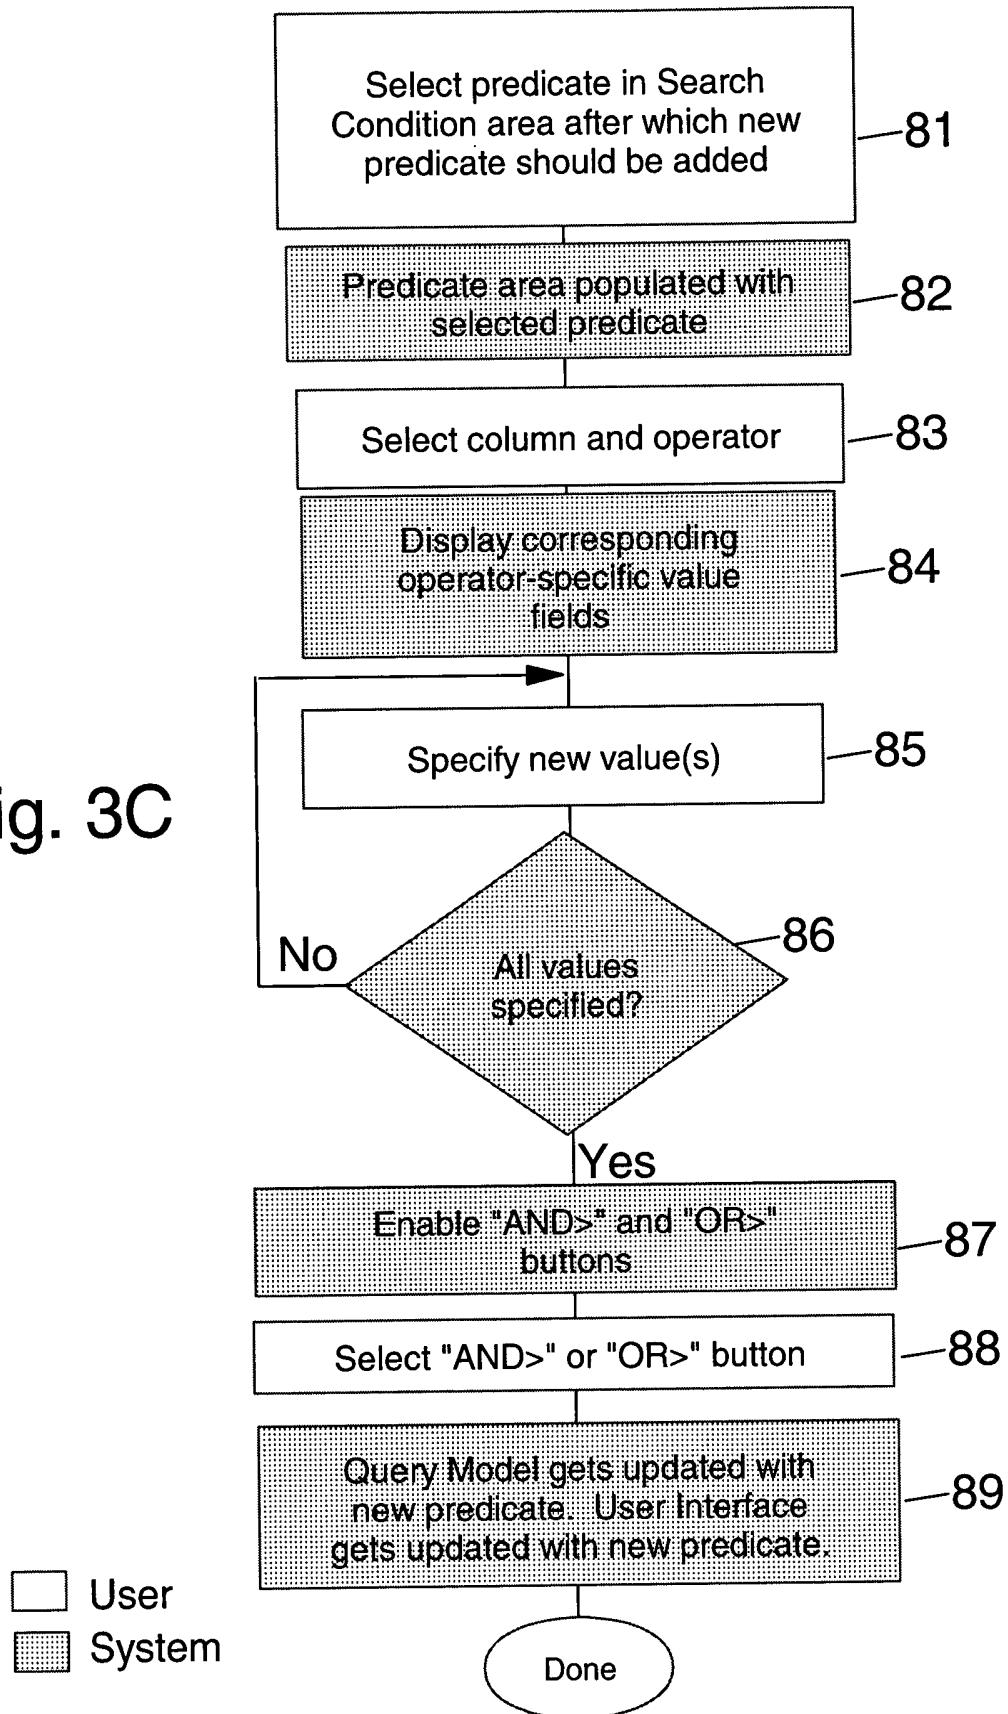 Select predicate in Search
Condition area after which new
predicate should be added
81
Predicate area populated with
selected predicate
82
Select column and operator
83
Display corresponding
operator-specific value
fields
84
Specify new value(s)
85
ig. 3C
No
All values
specified?
86
Yes
Enable "AND>" and "OR>"
buttons
87
Select "AND>" or "OR>" button
88
Query Model gets updated with
new predicate. User Interface
gets updated with new predicate.
89
User
System
Done